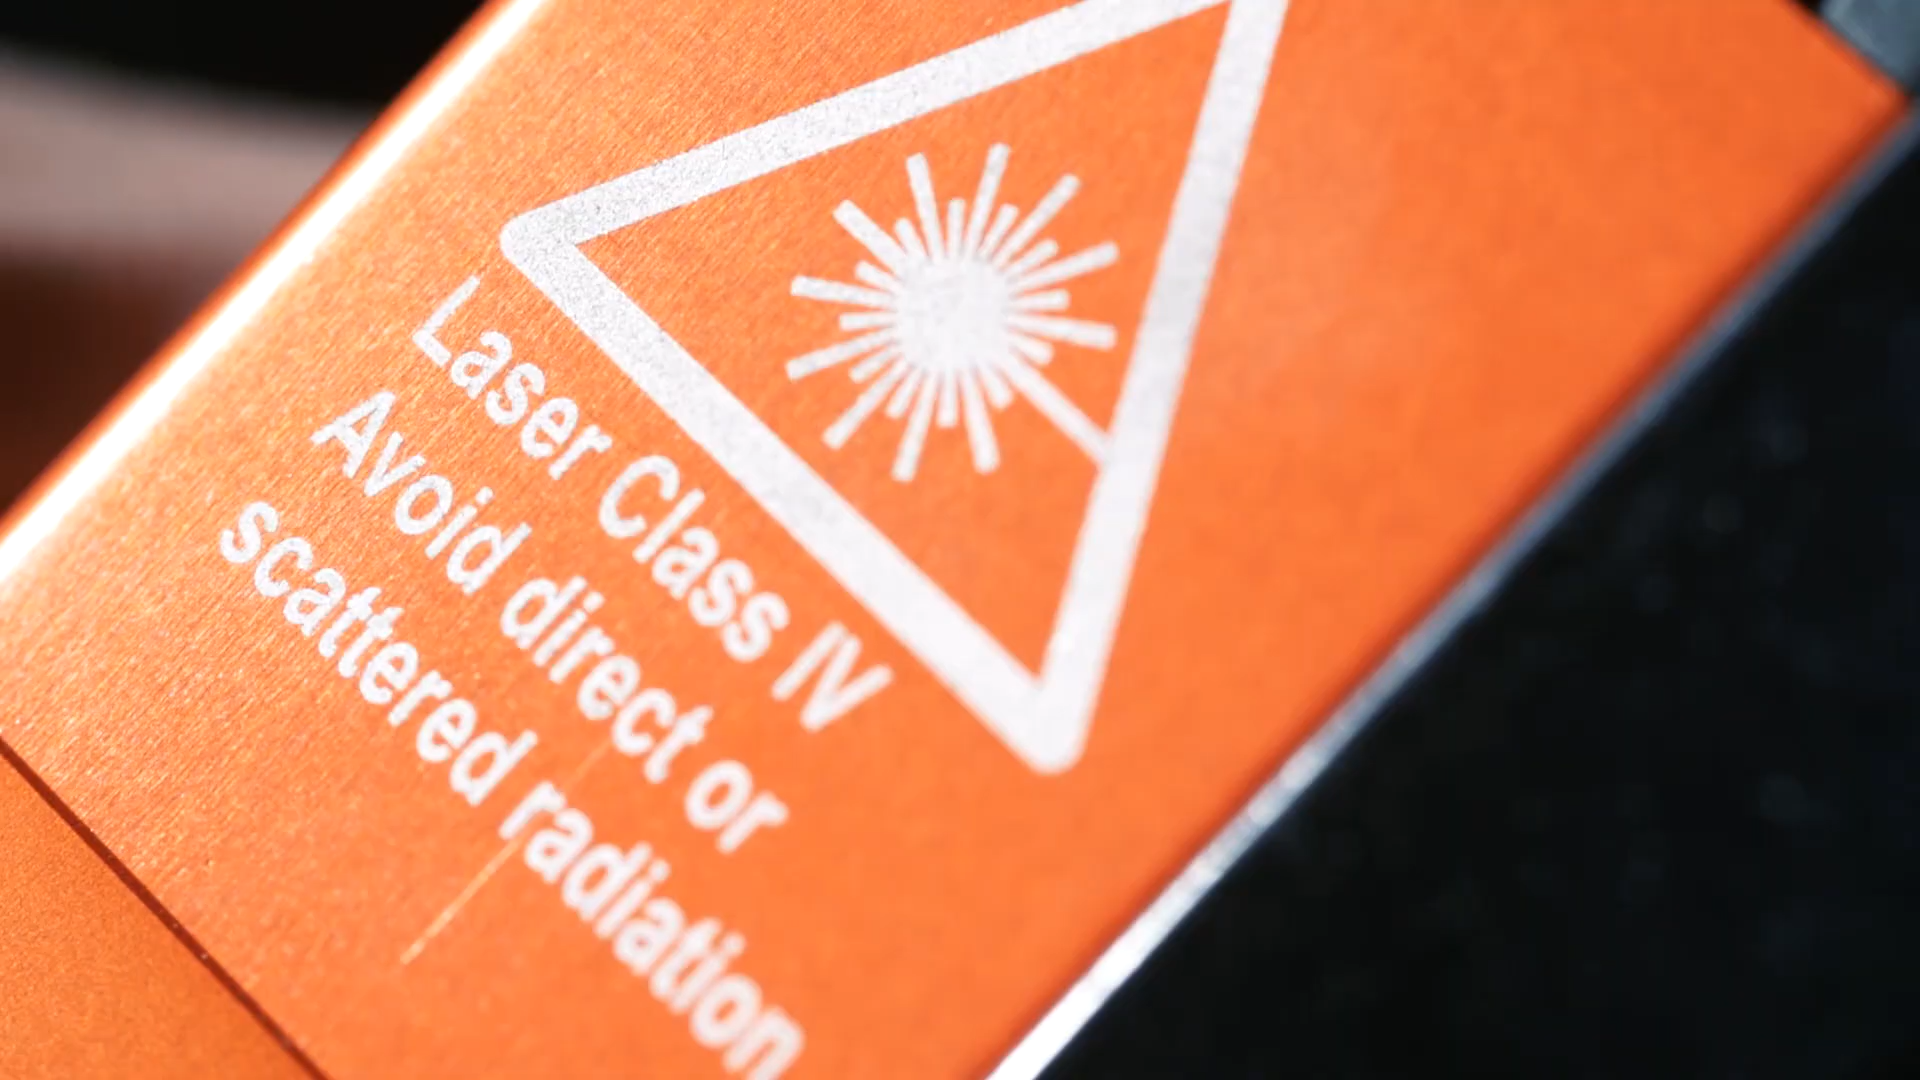 Laser Class IV
Avoid direct or
scattered radiation